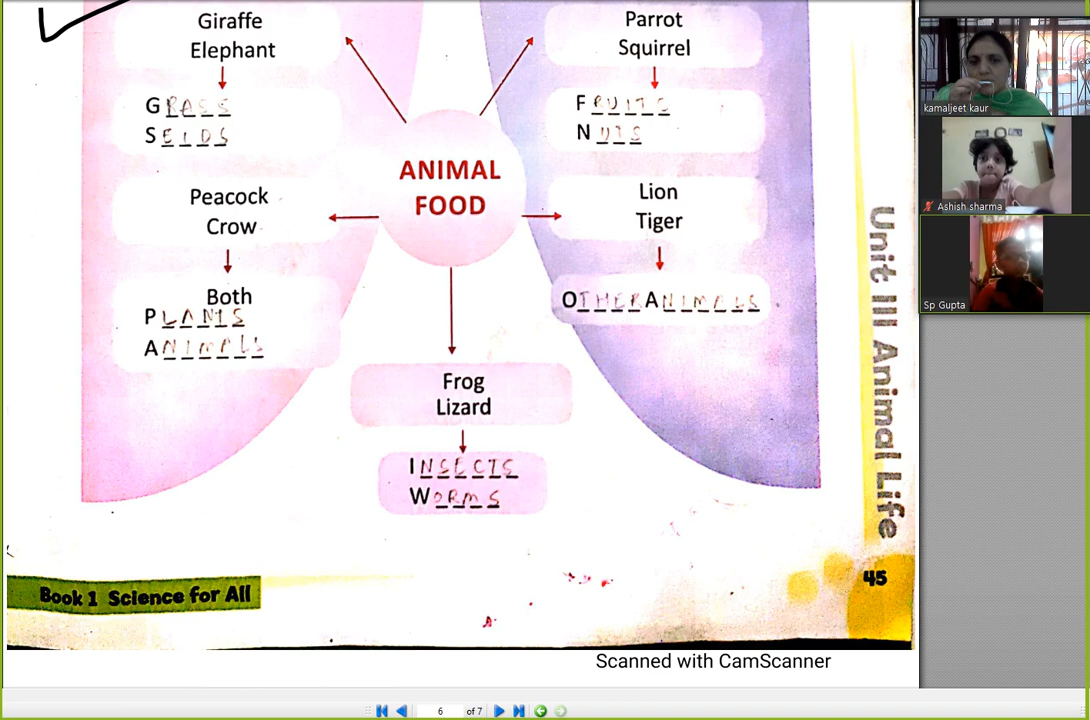 Giraffe
Elephant
GRASS
SEEDS
Peacock
Crow
Both
PLANTS
ANIMALS
ANIMAL
FOOD
Parrot
Squirrel
FRUITS
NUTS
Lion
Tiger
OTHER ANIMALS
Frog
Lizard
INSECTS
WORMS
Unit III Animal Life
Book 1 Science for All
45
Scanned with CamScanner
6 of 7
kamaljeet kaur
Ashish sharma
Sp Gupta